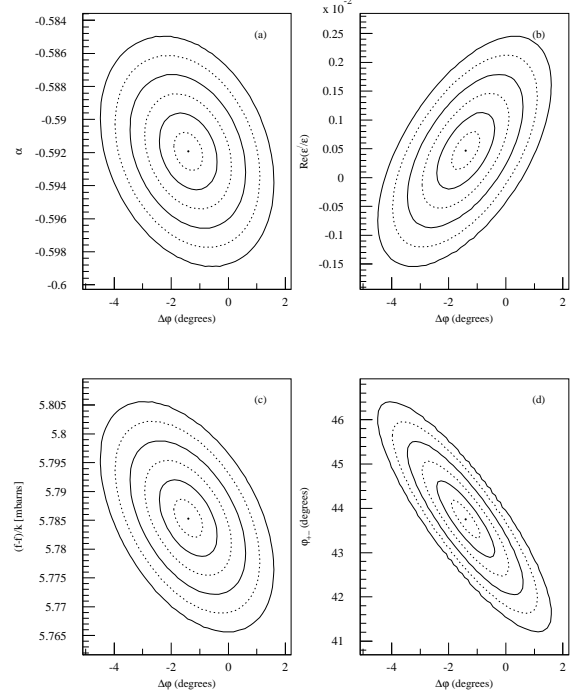 x 10
-0.584
-0.586
-0.588
-0.59
-0.592
-0.594
-0.596
-0.598
-0.6
α
(a)
-4 -2 0 2
Δφ (degrees)
0.25
0.2
0.15
0.1
0.05
0
-0.05
-0.1
-0.15
Re(ε'/ε)
(b)
-4 -2 0 2
Δφ (degrees)
5.805
5.8
5.795
5.79
5.785
5.78
5.775
5.77
5.765
(f-f)/k [mbarns]
(c)
-4 -2 0 2
Δφ (degrees)
46
45
44
43
42
41
φ+− (degrees)
(d)
-4 -2 0 2
Δφ (degrees)